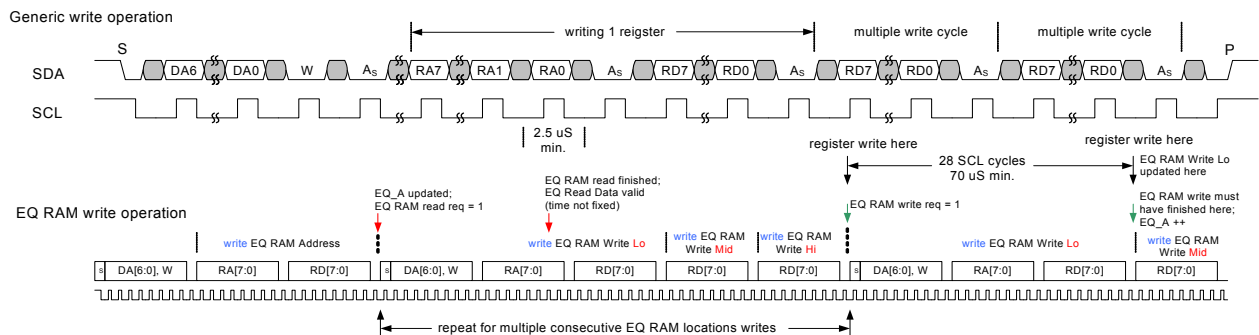 Generic write operation
writing 1 reigster
multiple write cycle
multiple write cycle
S
P
SDA
DA6
DA0
W
As
RA7
RA1
RA0
As
RD7
RD0
As
RD7
RD0
As
RD7
RD0
As
SCL
2.5 uS
min.
register write here
register write here
28 SCL cycles
70 uS min.
EQ RAM Write Lo
updated here
EQ_A updated;
EQ RAM read req = 1
EQ RAM read finished;
EQ Read Data valid
(time not fixed)
EQ RAM write req = 1
EQ RAM write must
have finished here;
EQ_A ++
EQ RAM write operation
write EQ RAM Address
write EQ RAM Write Lo
write EQ RAM
Write Mid
write EQ RAM
Write Hi
write EQ RAM Write Lo
write EQ RAM
Write Mid
s
DA[6:0], W
RA[7:0]
RD[7:0]
s
DA[6:0], W
RA[7:0]
RD[7:0]
RD[7:0]
RD[7:0]
s
DA[6:0], W
RA[7:0]
RD[7:0]
RD[7:0]
repeat for multiple consecutive EQ RAM locations writes